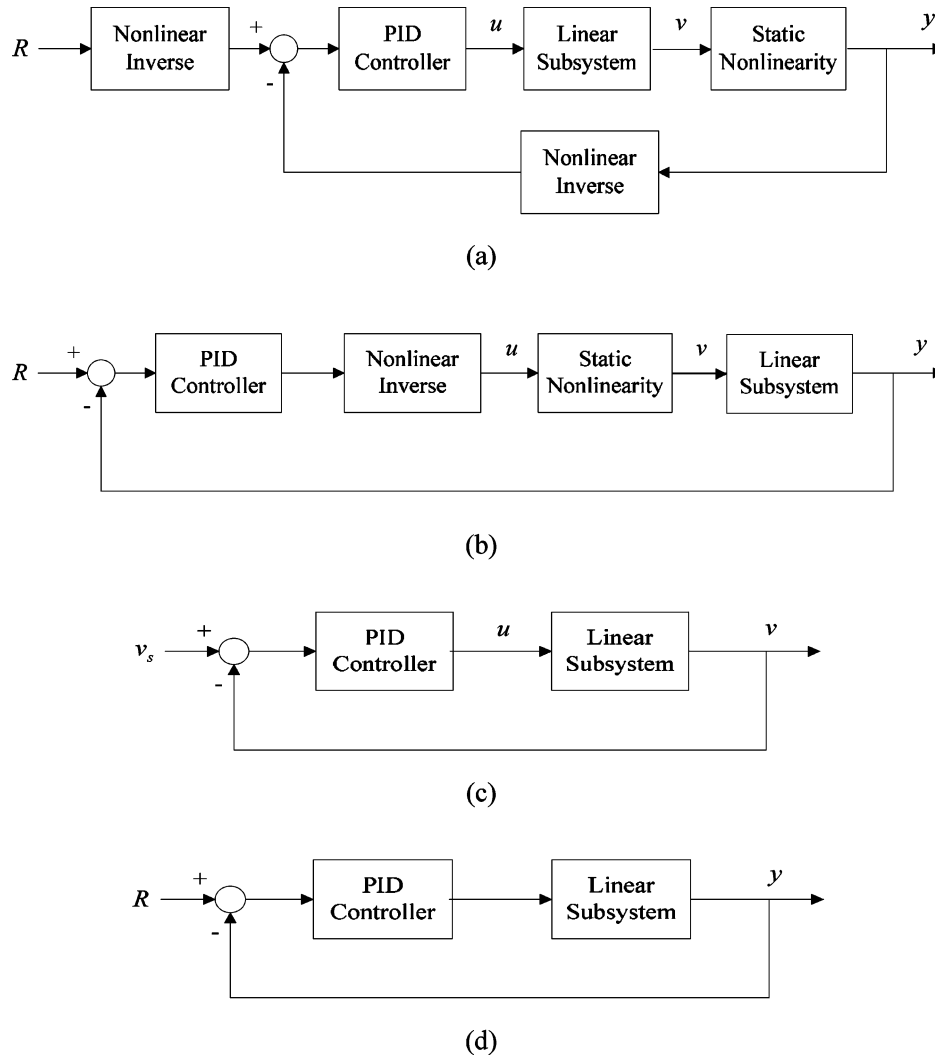 R
Nonlinear
Inverse
+
-
PID
Controller
u
Linear
Subsystem
v
Static
Nonlinearity
y
Nonlinear
Inverse
(a)
R
+
-
PID
Controller
Nonlinear
Inverse
u
Static
Nonlinearity
v
Linear
Subsystem
y
(b)
vs
+
-
PID
Controller
u
Linear
Subsystem
v
(c)
R
+
-
PID
Controller
Linear
Subsystem
y
(d)